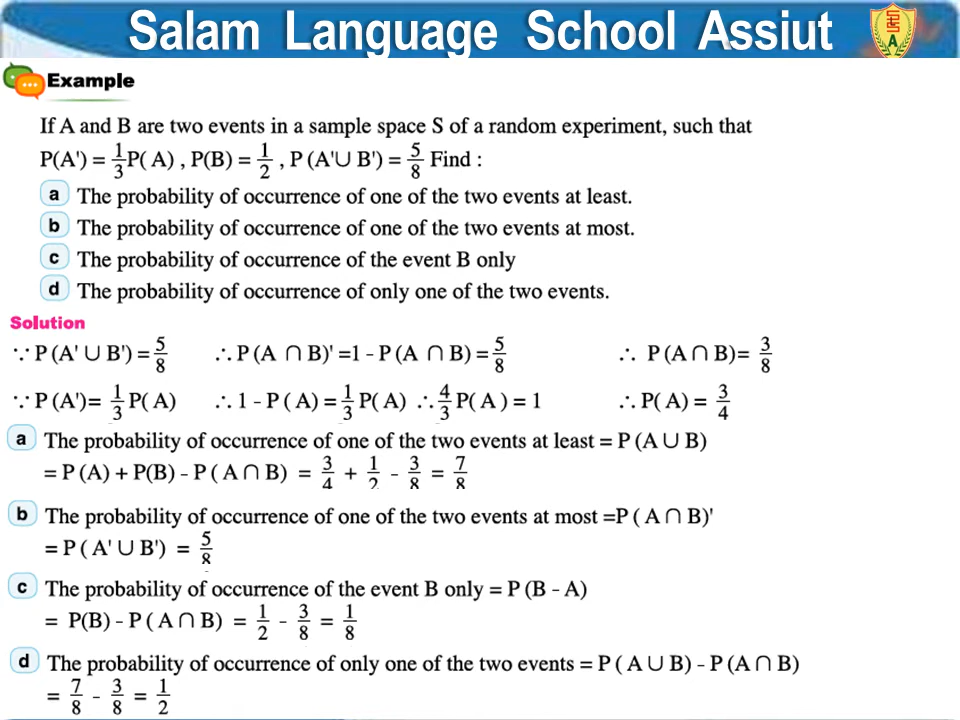 Salam Language School Assiut
A
Example
If A and B are two events in a sample space S of a random experiment, such that
P(A') = 1/3 P( A) , P(B) = 1/2 , P (A'∪ B') = 5/8 Find :
a The probability of occurrence of one of the two events at least.
b The probability of occurrence of one of the two events at most.
c The probability of occurrence of the event B only
d The probability of occurrence of only one of the two events.
Solution
∵ P (A' ∪ B') = 5/8 ∴ P (A ∩ B)' =1 - P (A ∩ B) = 5/8 ∴ P (A ∩ B)= 3/8
∵ P (A')= 1/3 P( A) ∴ 1 - P ( A) = 1/3 P( A) ∴ 4/3 P( A ) = 1 ∴ P( A) = 3/4
a The probability of occurrence of one of the two events at least = P (A ∪ B)
= P (A) + P(B) - P ( A ∩ B) = 3/4 + 1/2 - 3/8 = 7/8
b The probability of occurrence of one of the two events at most =P ( A ∩ B)'
= P ( A' ∪ B') = 5/8
c The probability of occurrence of the event B only = P (B - A)
= P(B) - P ( A ∩ B) = 1/2 - 3/8 = 1/8
d The probability of occurrence of only one of the two events = P ( A ∪ B) - P (A ∩ B)
= 7/8 - 3/8 = 1/2